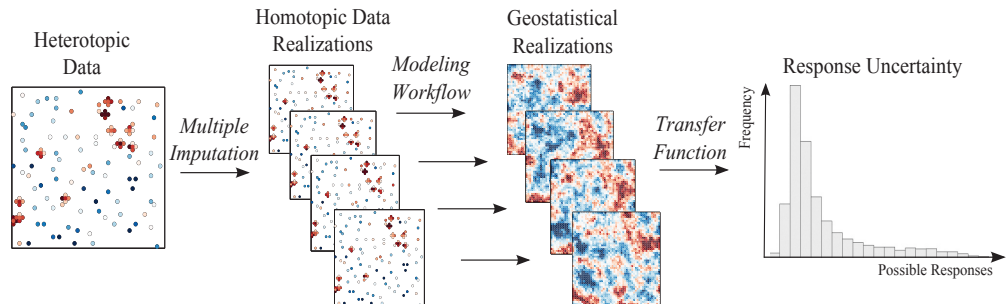 Heterotopic
Data
Multiple
Imputation
Homotopic Data
Realizations
Modeling
Workflow
Geostatistical
Realizations
Transfer
Function
Response Uncertainty
Frequency
Possible Responses